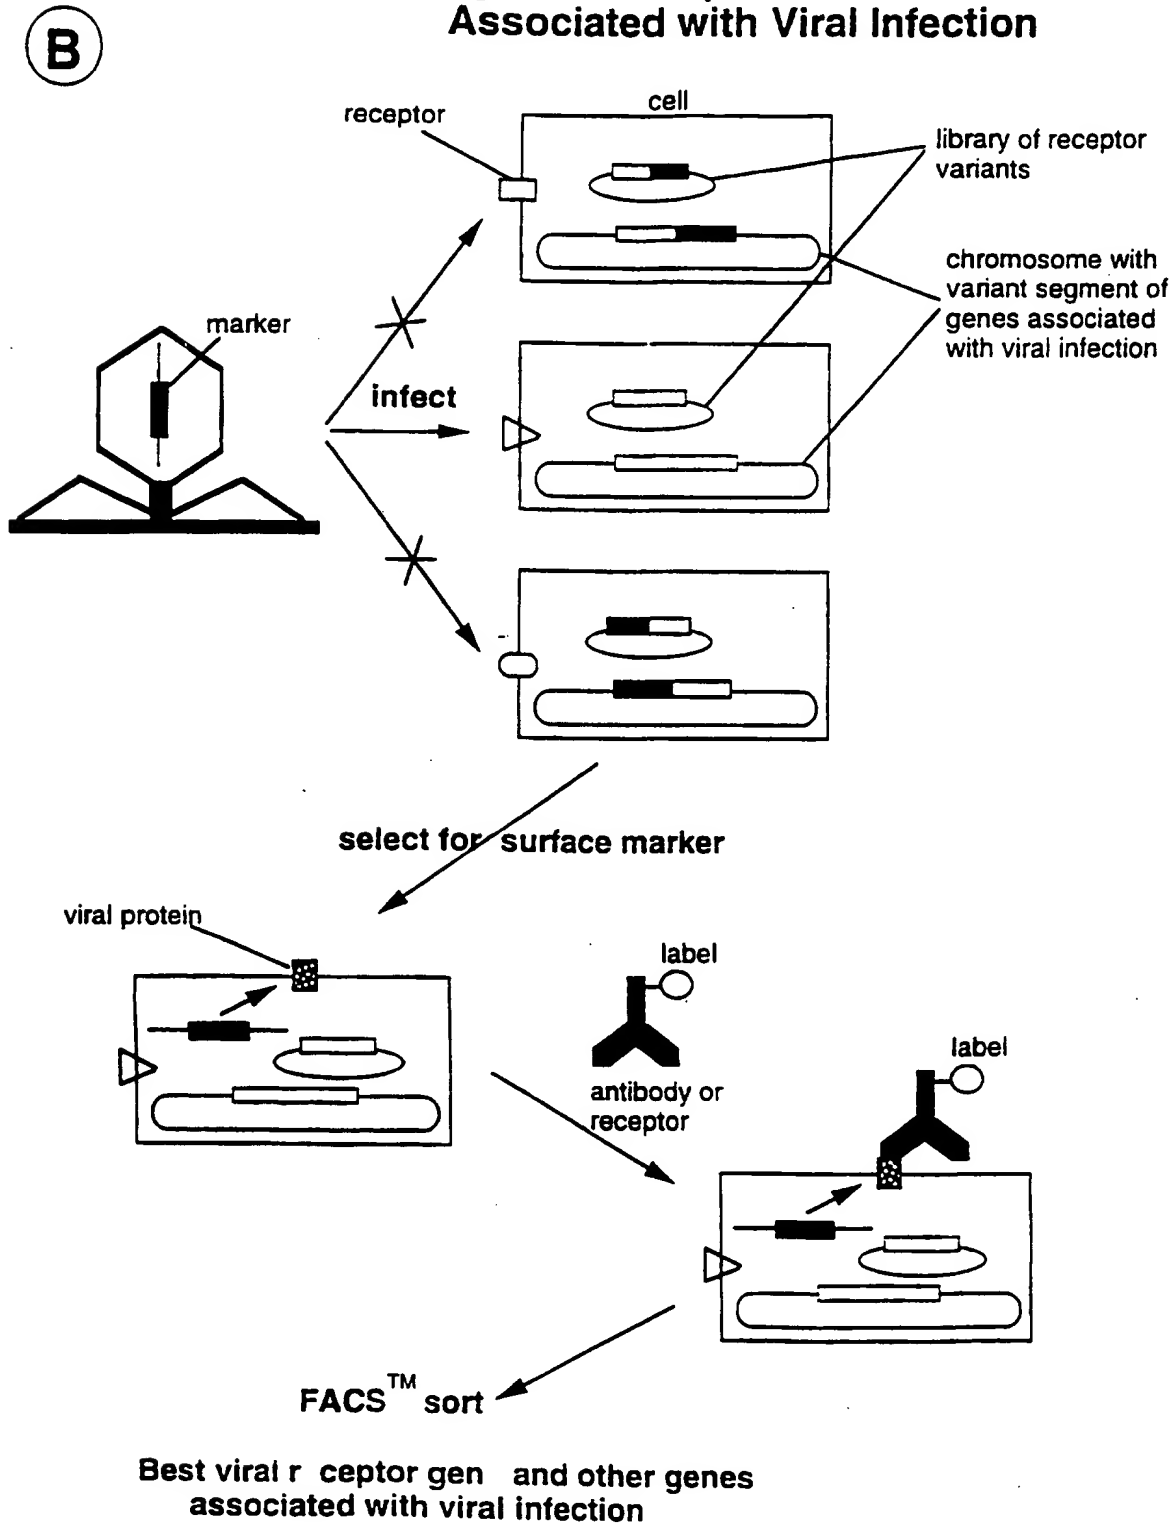 B
Associated with Viral Infection
cell
receptor
library of receptor
variants
chromosome with
variant segment of
genes associated
with viral infection
marker
infect
select for surface marker
viral protein
label
antibody or
receptor
label
FACS™ sort
Best viral r ceptor gen and other genes
associated with viral infection